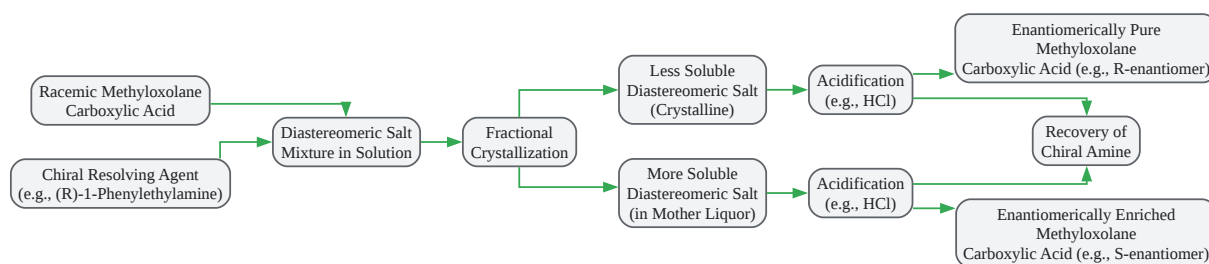 Racemic Methyloxolane
Carboxylic Acid
Chiral Resolving Agent
(e.g., (R)-1-Phenylethylamine)
Diastereomeric Salt
Mixture in Solution
Fractional
Crystallization
Less Soluble
Diastereomeric Salt
(Crystalline)
More Soluble
Diastereomeric Salt
(in Mother Liquor)
Acidification
(e.g., HCl)
Acidification
(e.g., HCl)
Enantiomerically Pure
Methyloxolane
Carboxylic Acid (e.g., R-enantiomer)
Recovery of
Chiral Amine
Enantiomerically Enriched
Methyloxolane
Carboxylic Acid (e.g., S-enantiomer)